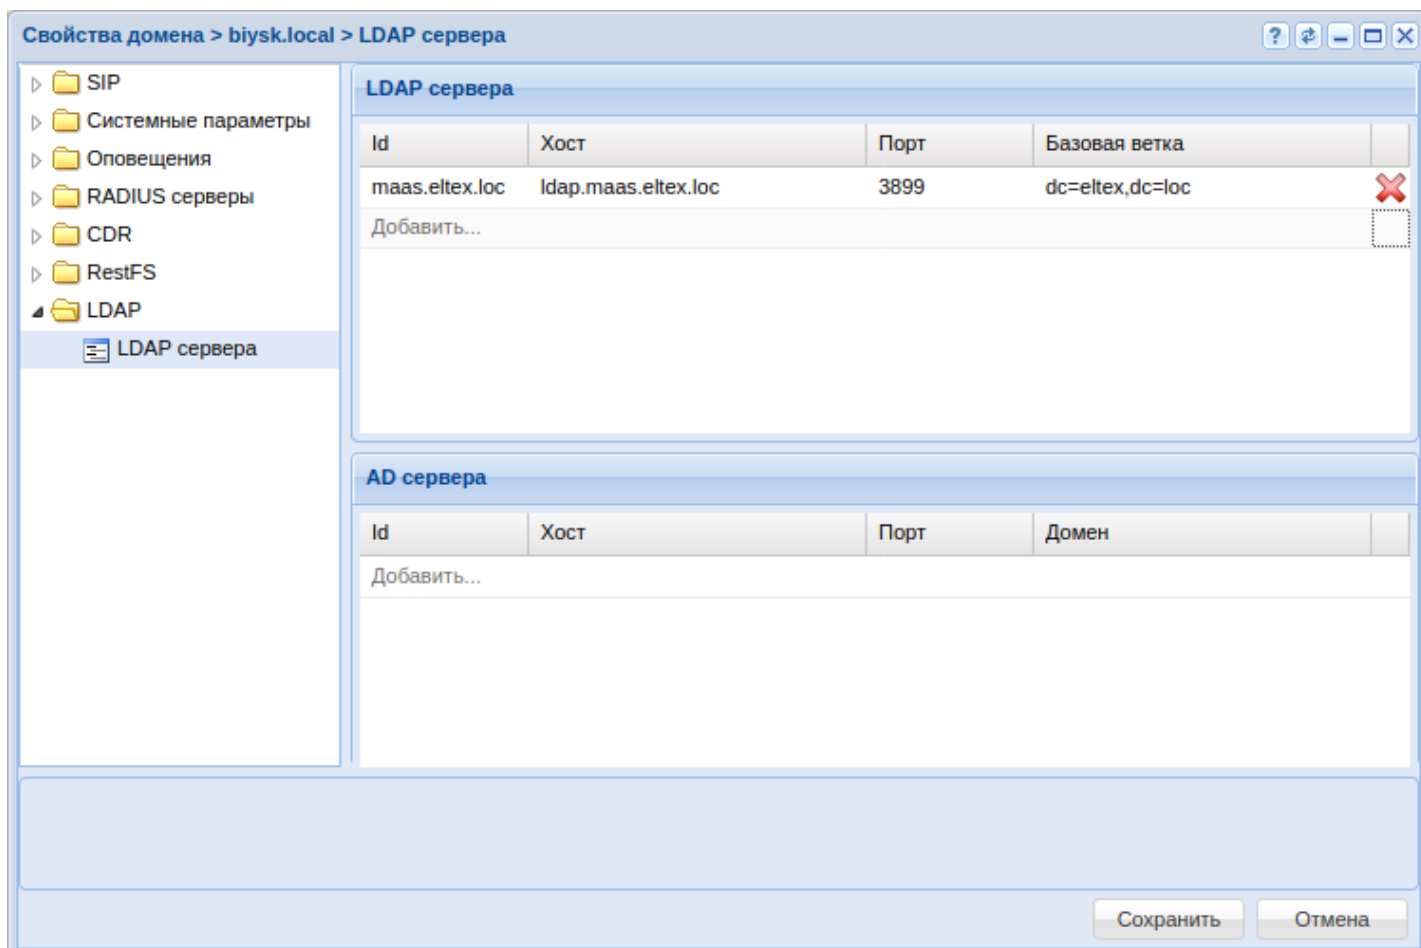 Свойства домена > biysk.local > LDAP сервера
SIP
Системные параметры
Оповещения
RADIUS серверы
CDR
RestFS
LDAP
LDAP сервера
LDAP сервера
Id Хост Порт Базовая ветка
maas.eltex.loc ldap.maas.eltex.loc 3899 dc=eltex,dc=loc
Добавить...
AD сервера
Id Хост Порт Домен
Добавить...
Сохранить Отмена